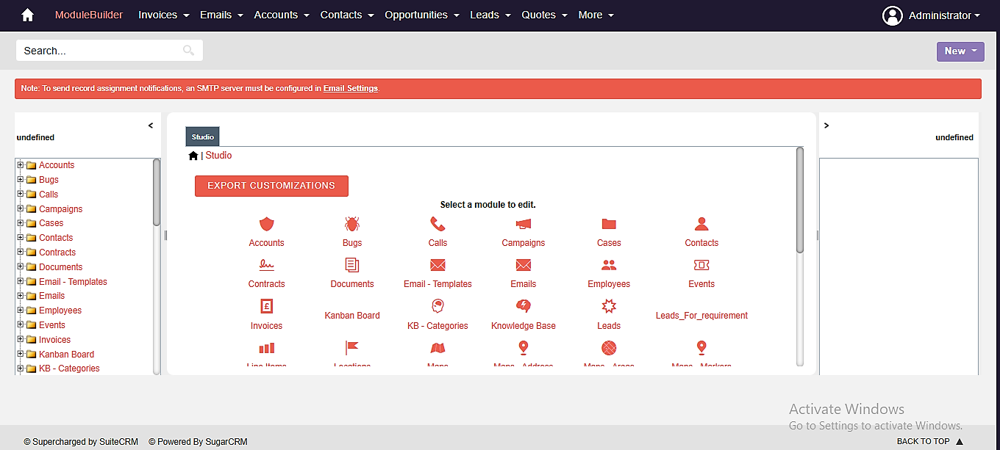 ModuleBuilder Invoices Emails Accounts Contacts Opportunities Leads Quotes More Administrator
Search... New
Note: To send record assignment notifications, an SMTP server must be configured in Email Settings.
<
undefined
Accounts
Bugs
Calls
Campaigns
Cases
Contacts
Contracts
Documents
Email - Templates
Emails
Employees
Events
Invoices
Kanban Board
KB - Categories
Studio
| Studio
EXPORT CUSTOMIZATIONS
Select a module to edit.
Accounts Bugs Calls Campaigns Cases Contacts
Contracts Documents Email - Templates Emails Employees Events
Invoices Kanban Board KB - Categories Knowledge Base Leads Leads_For_requirement
Line Items Locations Maps Maps - Address Maps - Areas Maps - Markers
>
undefined
Activate Windows
Go to Settings to activate Windows.
© Supercharged by SuiteCRM © Powered By SugarCRM BACK TO TOP